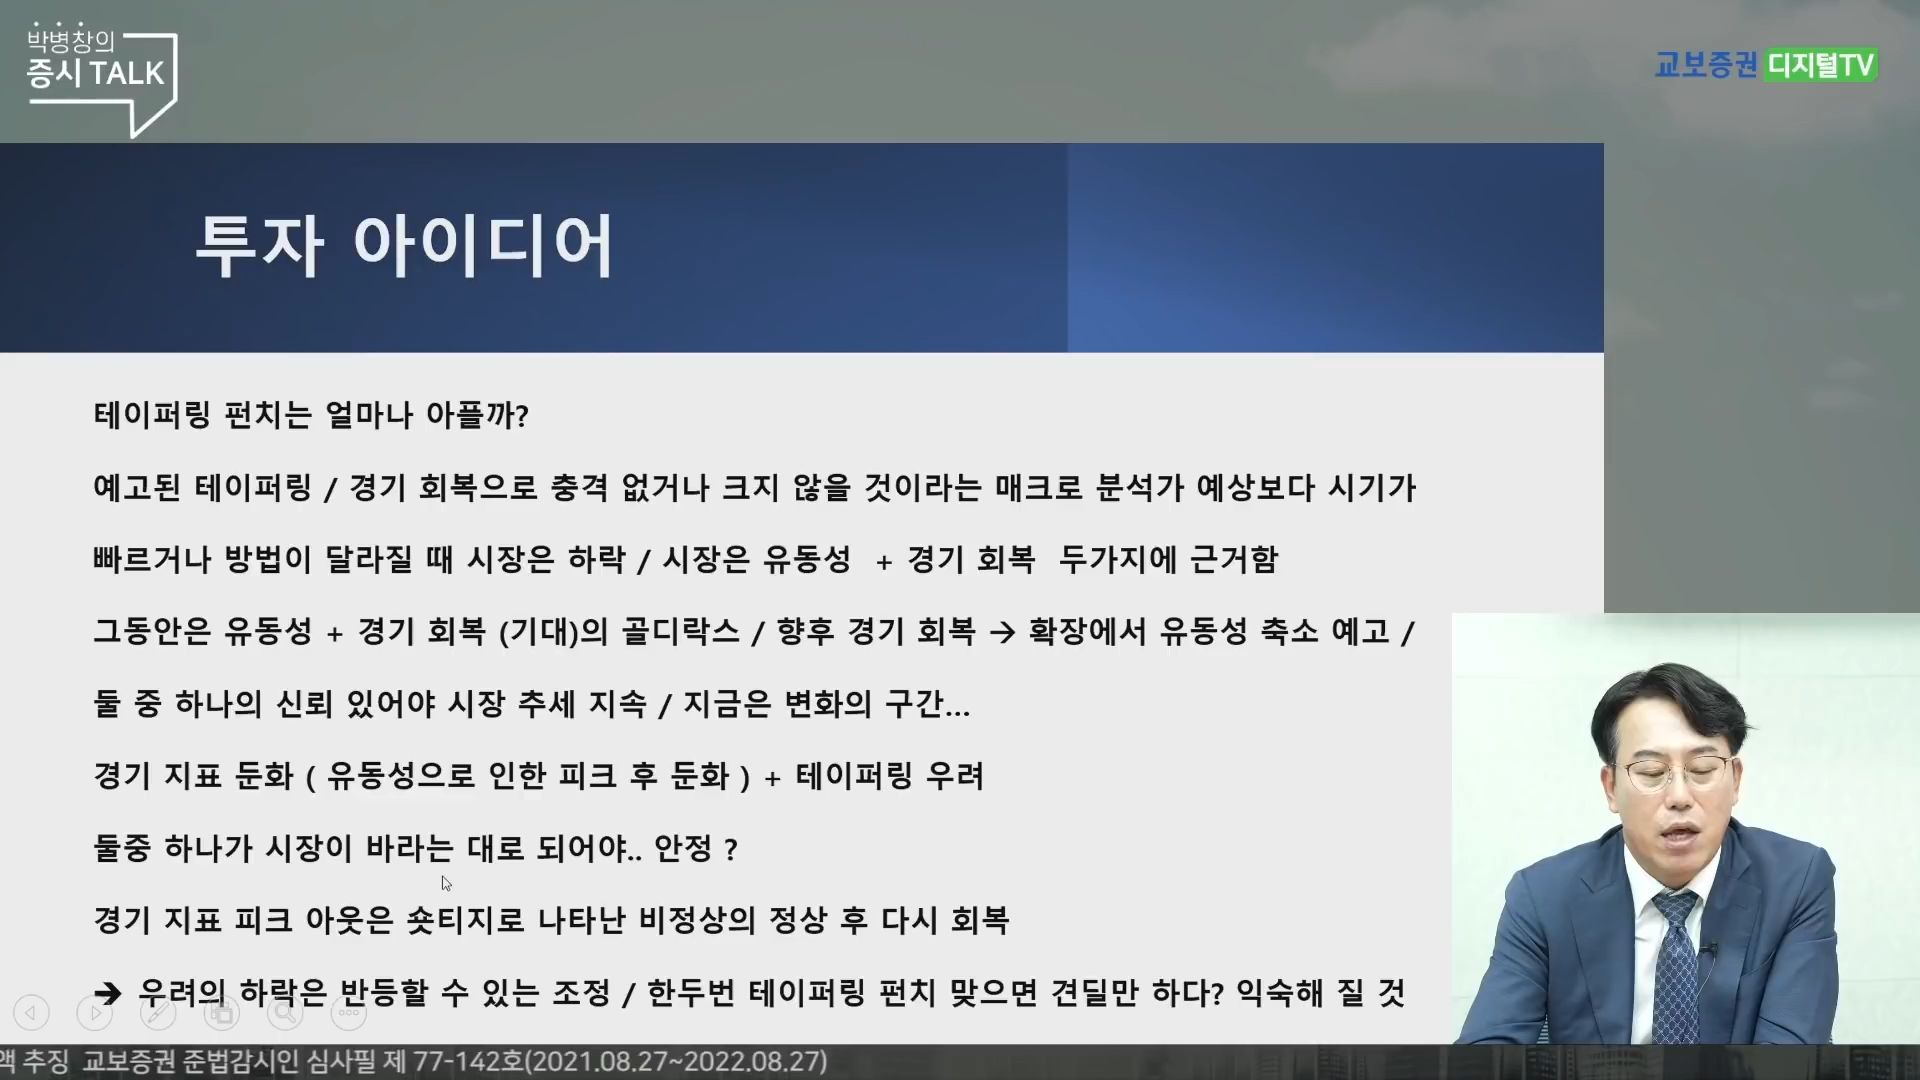 박병창의
증시 TALK
교보증권 디지털TV
투자 아이디어
테이퍼링 펀치는 얼마나 아플까?
예고된 테이퍼링 / 경기 회복으로 충격 없거나 크지 않을 것이라는 매크로 분석가 예상보다 시기가
빠르거나 방법이 달라질 때 시장은 하락 / 시장은 유동성 + 경기 회복 두가지에 근거함
그동안은 유동성 + 경기 회복 (기대)의 골디락스 / 향후 경기 회복 → 확장에서 유동성 축소 예고 /
둘 중 하나의 신뢰 있어야 시장 추세 지속 / 지금은 변화의 구간...
경기 지표 둔화 ( 유동성으로 인한 피크 후 둔화 ) + 테이퍼링 우려
둘중 하나가 시장이 바라는 대로 되어야.. 안정 ?
경기 지표 피크 아웃은 숏티지로 나타난 비정상의 정상 후 다시 회복
→ 우려의 하락은 반등할 수 있는 조정 / 한두번 테이퍼링 펀치 맞으면 견딜만 하다? 익숙해 질 것
액 추징 교보증권 준법감시인 심사필 제 77-142호(2021.08.27~2022.08.27)